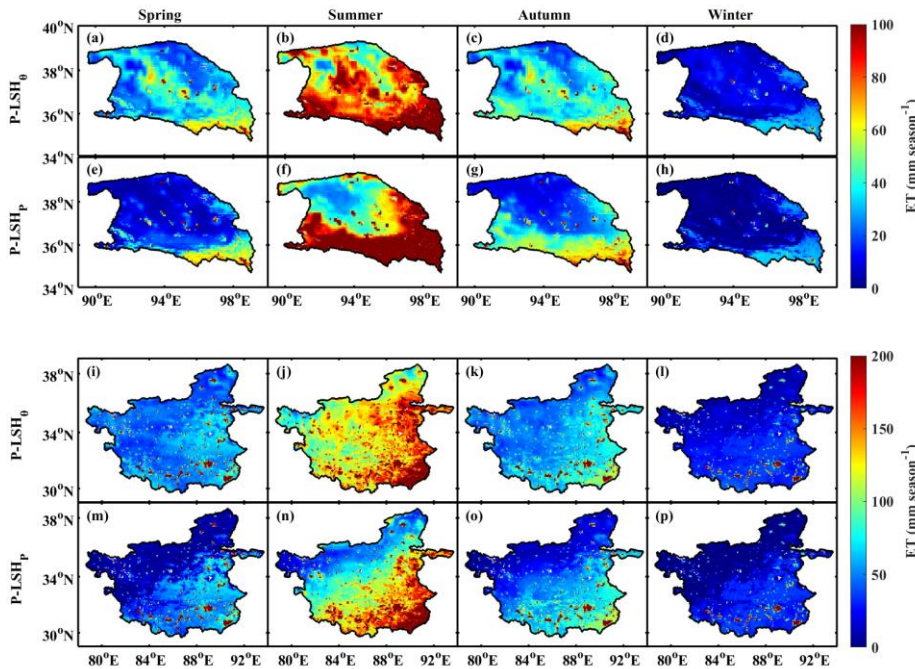 Spring Summer Autumn Winter
40°N 100
(a) (b) (c) (d)
P-LSHθ 38°N 80
36°N
34°N 60
(e) (f) (g) (h) ET (mm season⁻¹)
P-LSHP 38°N 40
36°N 20
34°N 0
90°E 94°E 98°E 90°E 94°E 98°E 90°E 94°E 98°E 90°E 94°E 98°E
200
(i) (j) (k) (l)
P-LSHθ 38°N
34°N 150
30°N
(m) (n) (o) (p) 100 ET (mm season⁻¹)
P-LSHP 38°N
34°N 50
30°N 0
80°E 84°E 88°E 92°E 80°E 84°E 88°E 92°E 80°E 84°E 88°E 92°E 80°E 84°E 88°E 92°E